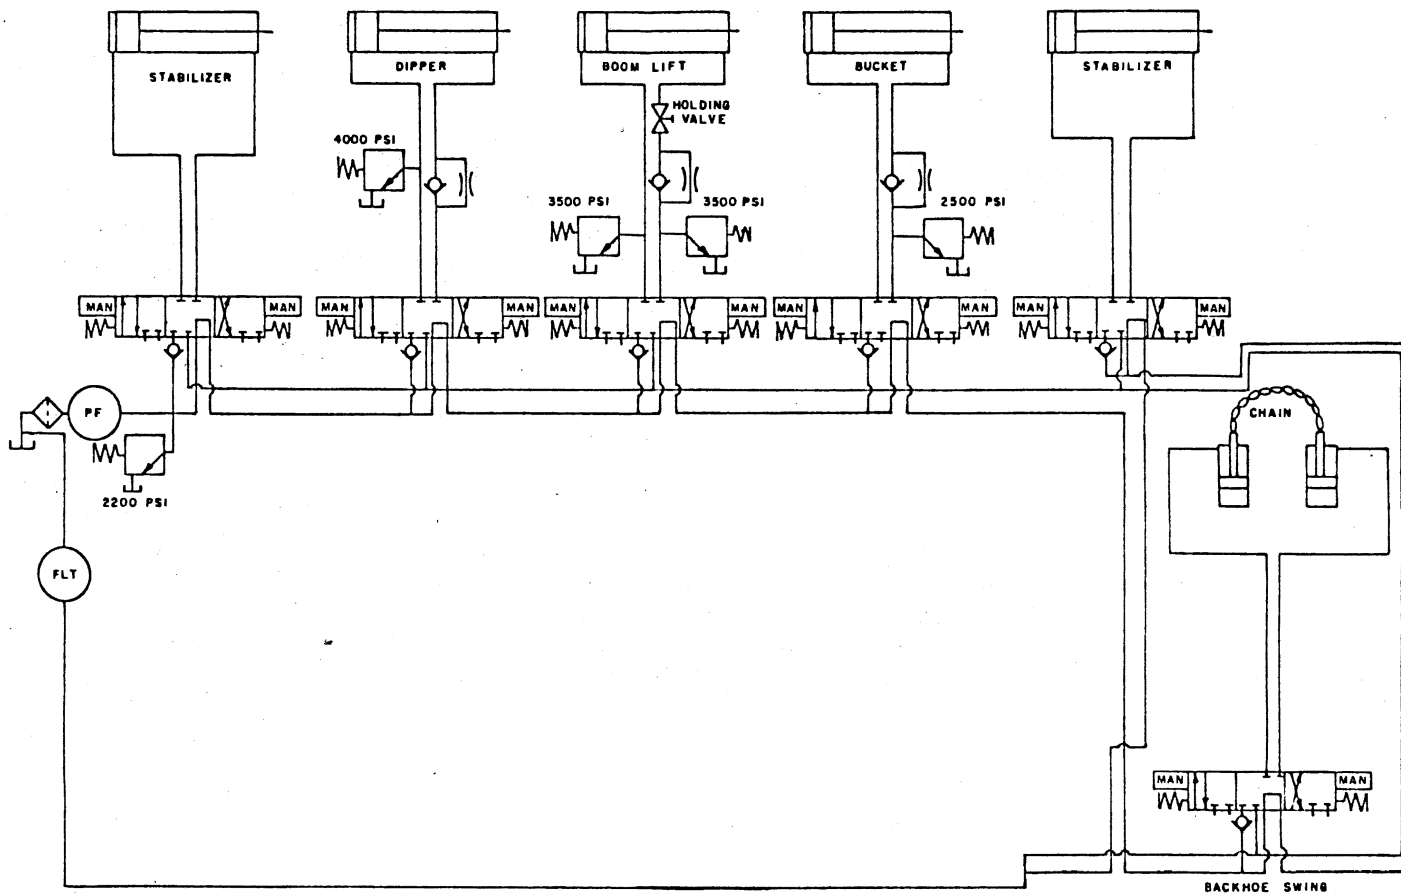 STABILIZER
DIPPER
BOOM LIFT
BUCKET
STABILIZER
HOLDING
VALVE
4000 PSI
3500 PSI
3500 PSI
2500 PSI
MAN
MAN
MAN
MAN
MAN
MAN
MAN
MAN
MAN
MAN
PF
CHAIN
2200 PSI
FLT
MAN
MAN
BACKHOE SWING